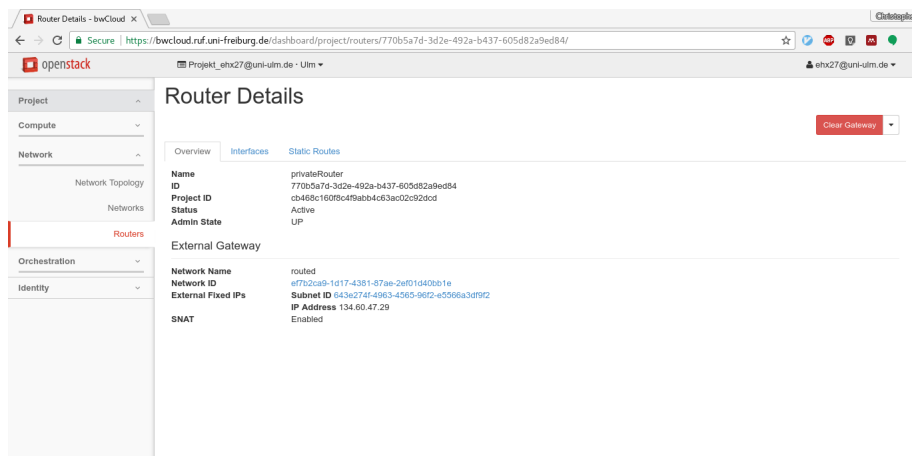 Router Details - bwCloud
Secure | https://bwcloud.ruf.uni-freiburg.de/dashboard/project/routers/770b5a7d-3d2e-492a-b437-605d82a9ed84/
openstack
Projekt_ehx27@uni-ulm.de · Ulm
ehx27@uni-ulm.de
Project
Compute
Network
Network Topology
Networks
Routers
Orchestration
Identity
Router Details
Clear Gateway
Overview Interfaces Static Routes
Name privateRouter
ID 770b5a7d-3d2e-492a-b437-605d82a9ed84
Project ID cb468c160f8c4f9abb4c63ac02c92dcd
Status Active
Admin State UP
External Gateway
Network Name routed
Network ID ef7b2ca9-1d17-4381-87ae-2ef01d40bb1e
External Fixed IPs Subnet ID 643e274f-4963-4565-96f2-e5566a3df9f2
IP Address 134.60.47.29
SNAT Enabled